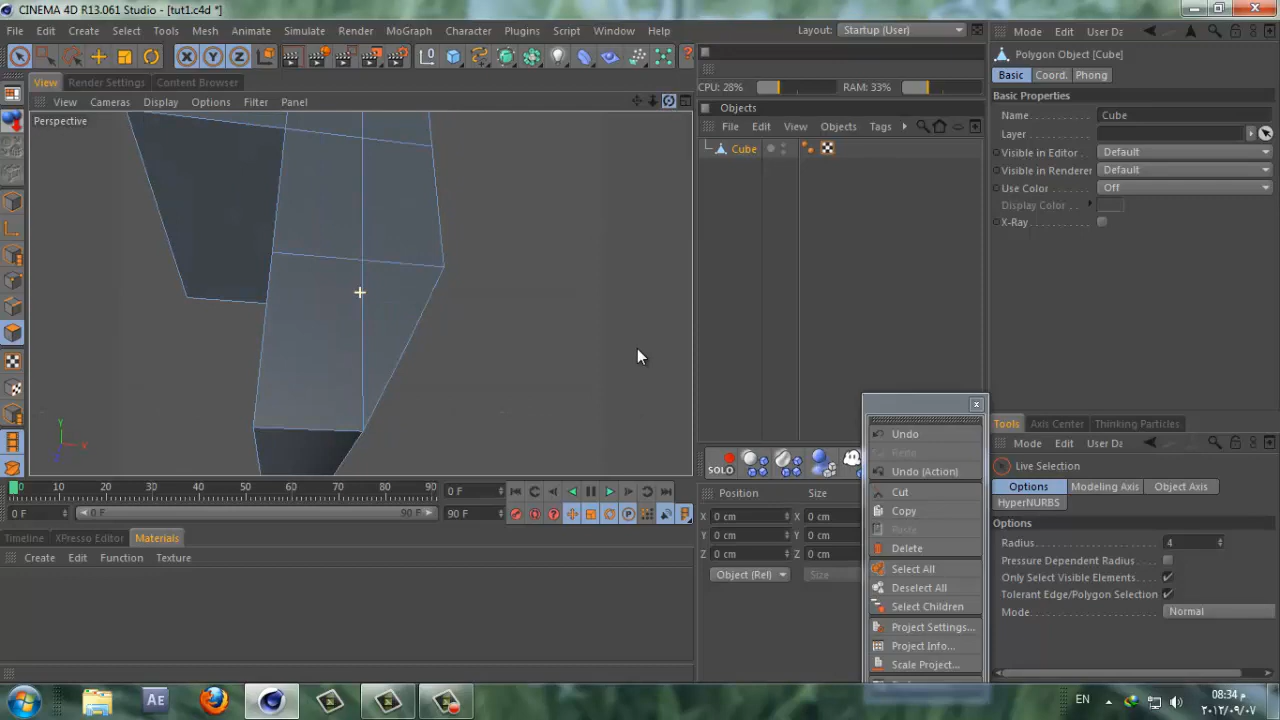 CINEMA 4D R13.061 Studio - [tut1.c4d *]
File Edit Create Select Tools Mesh Animate Simulate Render MoGraph Character Plugins Script Window Help Layout: Startup (User)
View Render Settings Content Browser
View Cameras Display Options Filter Panel
Perspective
CPU: 28% RAM: 33%
Objects
File Edit View Objects Tags
Cube
Mode Edit User Da
Polygon Object [Cube]
Basic Coord. Phong
Basic Properties
Name Cube
Layer
Visible in Editor Default
Visible in Renderer Default
Use Color Off
Display Color
X-Ray
Undo
Redo
Undo (Action)
Cut
Copy
Paste
Delete
Select All
Deselect All
Select Children
Project Settings...
Project Info...
Scale Project...
Tools Axis Center Thinking Particles
Mode Edit User Da
Live Selection
Options Modeling Axis Object Axis
HyperNURBS
Options
Radius 4
Pressure Dependent Radius
Only Select Visible Elements
Tolerant Edge/Polygon Selection
Mode Normal
Y X Z
0 10 20 30 40 50 60 70 80 90 0 F
0 F 0 F 90 F 90 F
SOLO
Position Size
X 0 cm X 0 cm
Y 0 cm Y 0 cm
Z 0 cm Z 0 cm
Object (Rel) Size
Timeline XPresso Editor Materials
Create Edit Function Texture
Ae
EN
08:34 م
٢٠١٢/٠٩/٠٧